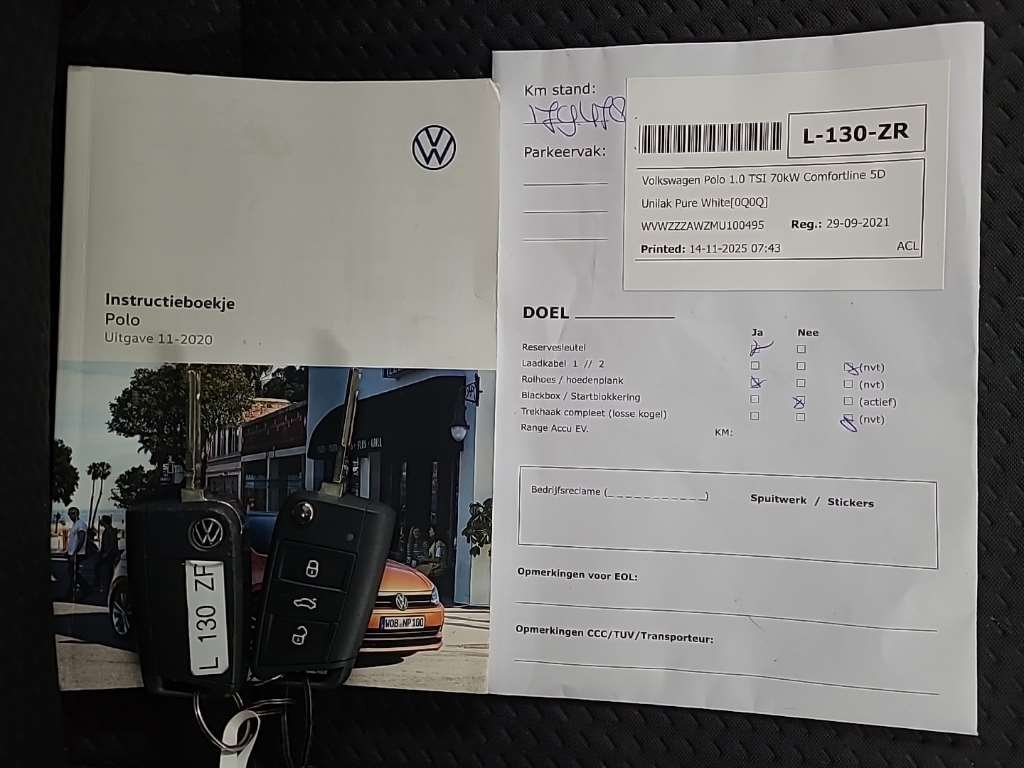 Instructieboekje
Polo
Uitgave 11-2020
WOB NP 100
L 130 ZR
Km stand:
179478
Parkeervak:
L-130-ZR
Volkswagen Polo 1.0 TSI 70kW Comfortline 5D
Unilak Pure White[0Q0Q]
WVWZZZAWZMU100495 Reg.: 29-09-2021
Printed: 14-11-2025 07:43 ACL
DOEL
Ja Nee
Reservesleutel
Laadkabel 1 // 2 (nvt)
Rolhoes / hoedenplank (nvt)
Blackbox / Startblokkering (actief)
Trekhaak compleet (losse kogel) (nvt)
Range Accu EV. KM:
Bedrijfsreclame (____________) Spuitwerk / Stickers
Opmerkingen voor EOL:
Opmerkingen CCC/TUV/Transporteur: